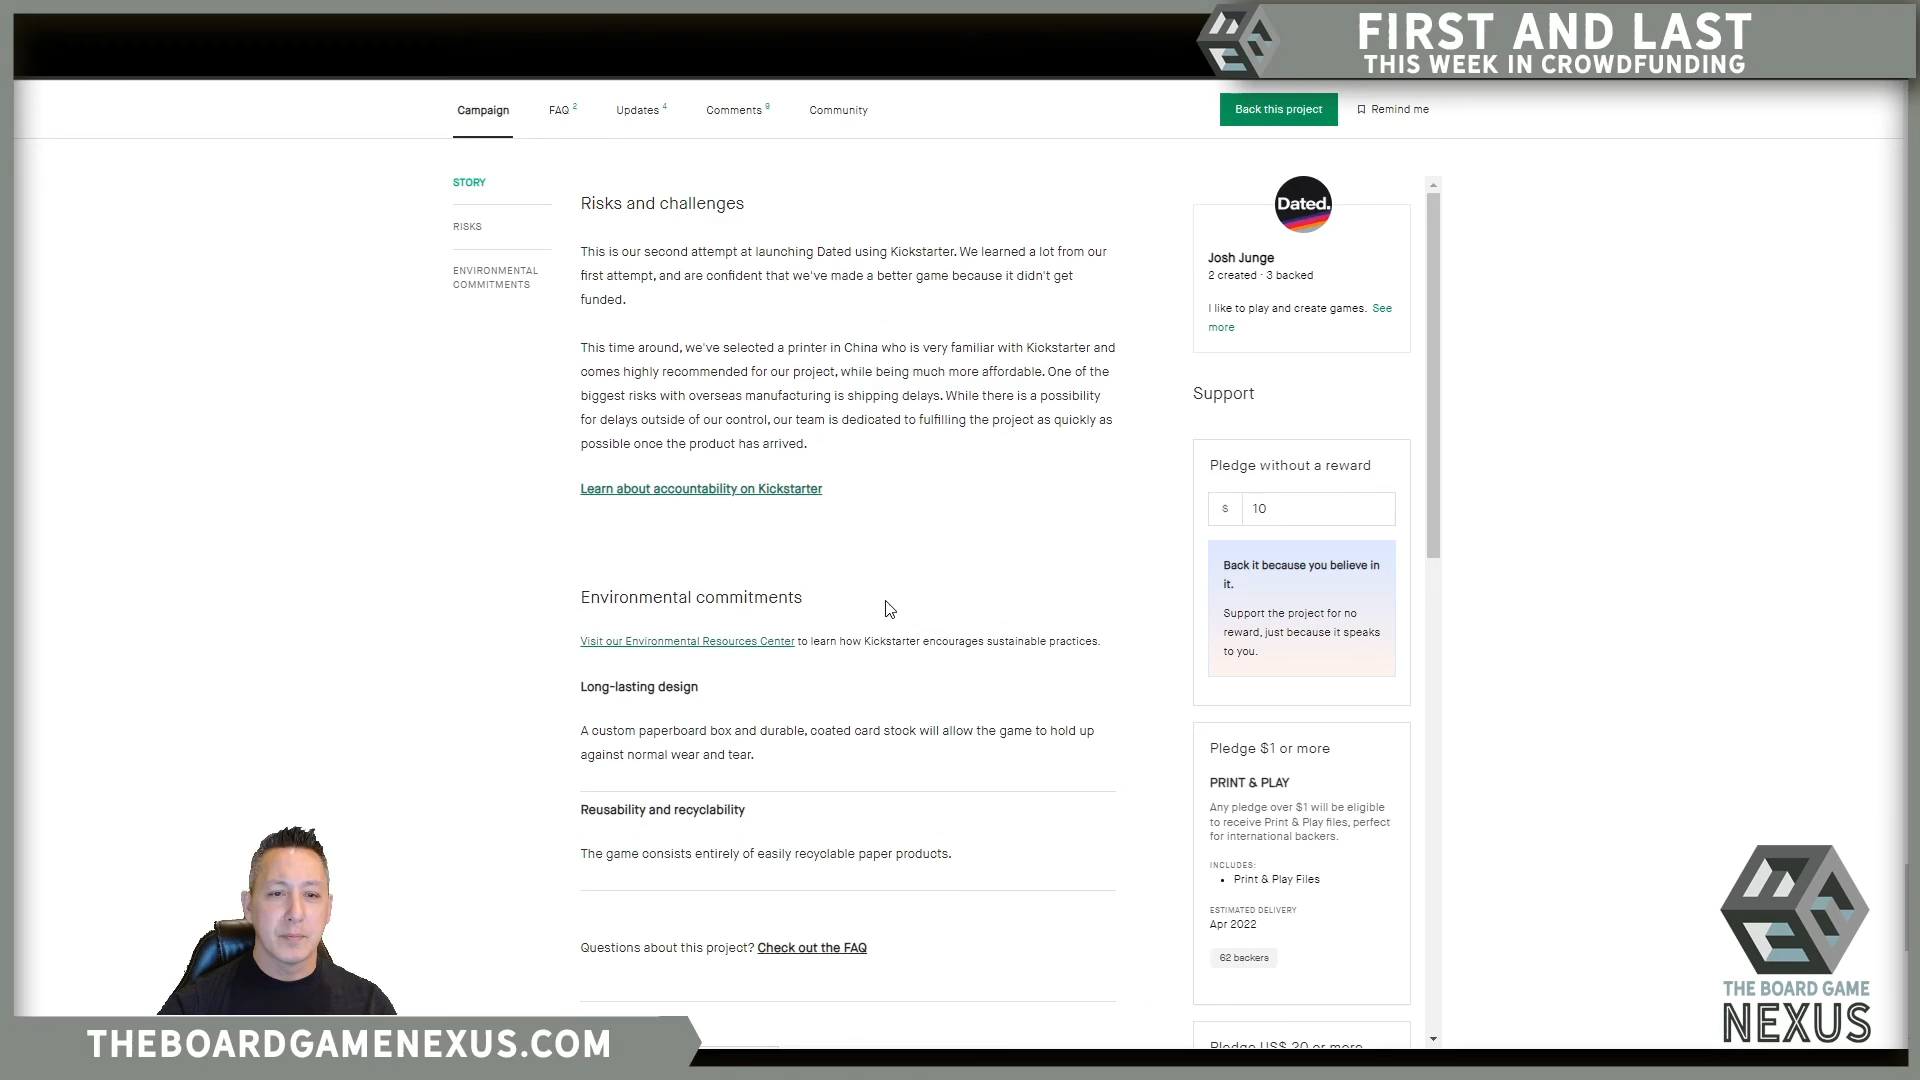 FIRST AND LAST
THIS WEEK IN CROWDFUNDING
Campaign
FAQ 2
Updates 4
Comments 9
Community
Back this project
Remind me
STORY
RISKS
ENVIRONMENTAL
COMMITMENTS
Risks and challenges
This is our second attempt at launching Dated using Kickstarter. We learned a lot from our
first attempt, and are confident that we've made a better game because it didn't get
funded.
This time around, we've selected a printer in China who is very familiar with Kickstarter and
comes highly recommended for our project, while being much more affordable. One of the
biggest risks with overseas manufacturing is shipping delays. While there is a possibility
for delays outside of our control, our team is dedicated to fulfilling the project as quickly as
possible once the product has arrived.
Learn about accountability on Kickstarter
Environmental commitments
Visit our Environmental Resources Center to learn how Kickstarter encourages sustainable practices.
Long-lasting design
A custom paperboard box and durable, coated card stock will allow the game to hold up
against normal wear and tear.
Reusability and recyclability
The game consists entirely of easily recyclable paper products.
Questions about this project? Check out the FAQ
Dated.
Josh Junge
2 created · 3 backed
I like to play and create games. See
more
Support
Pledge without a reward
$ 10
Back it because you believe in
it.
Support the project for no
reward, just because it speaks
to you.
Pledge $1 or more
PRINT & PLAY
Any pledge over $1 will be eligible
to receive Print & Play files, perfect
for international backers.
INCLUDES:
• Print & Play Files
ESTIMATED DELIVERY
Apr 2022
62 backers
Pledge US$ 20 or more
THE BOARD GAME
NEXUS
THEBOARDGAMENEXUS.COM